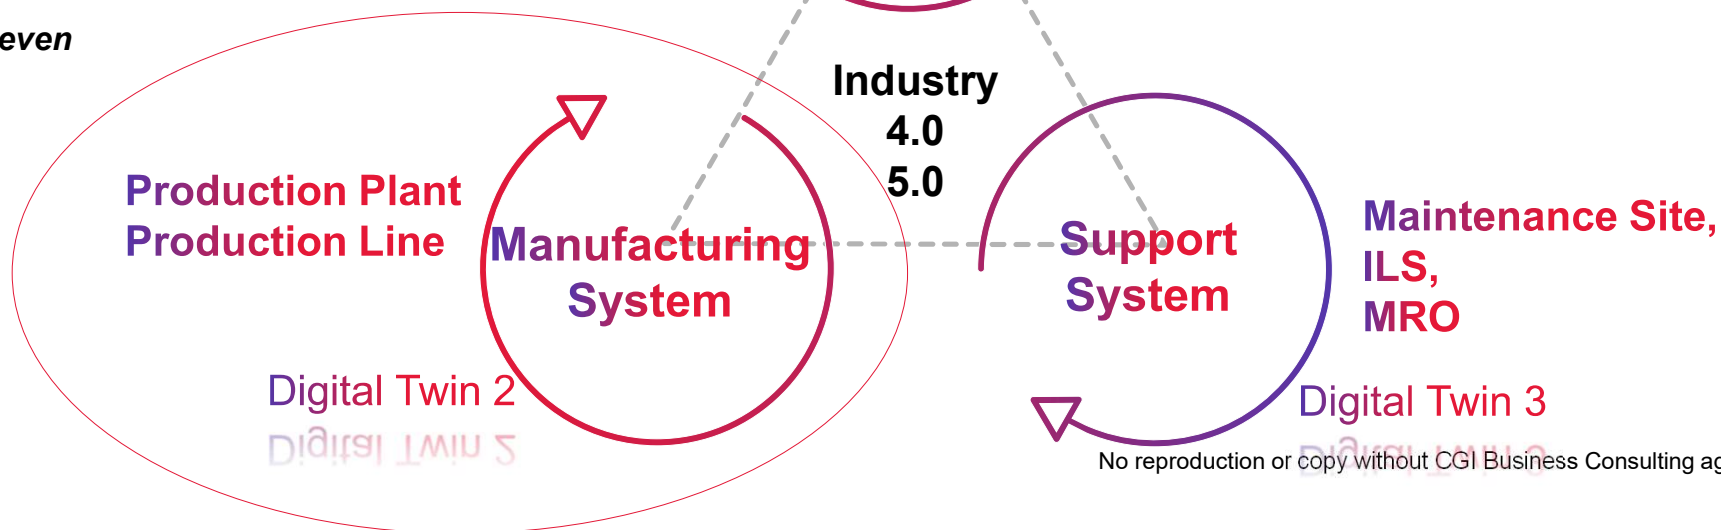 even
Industry
4.0
5.0
Production Plant
Production Line
Manufacturing
System
Support
System
Maintenance Site,
ILS,
MRO
Digital Twin 2
Digital Twin 3
No reproduction or copy without CGI Business Consulting ag